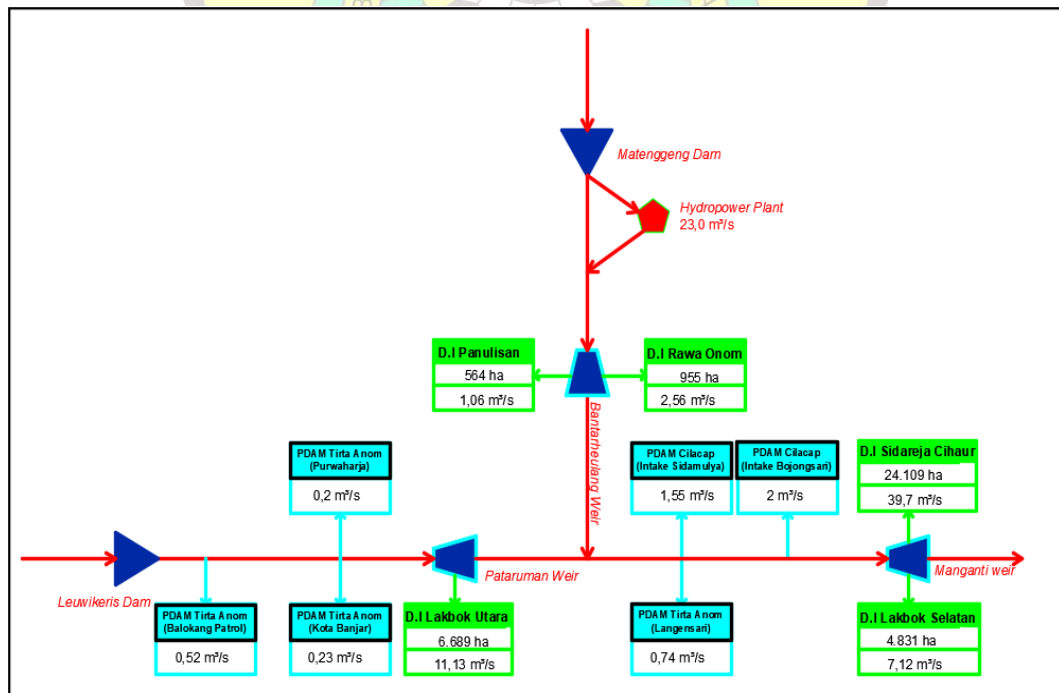 Matenggeng Dam
Hydropower Plant
23,0 m³/s
D.I Panulisan
564 ha
1,06 m³/s
D.I Rawa Onom
955 ha
2,56 m³/s
Bantarheulang Weir
PDAM Tirta Anom
(Purwaharja)
0,2 m³/s
PDAM Cilacap
(Intake Sidamulya)
1,55 m³/s
PDAM Cilacap
(Intake Bojongsari)
2 m³/s
D.I Sidareja Cihaur
24.109 ha
39,7 m³/s
Leuwikeris Dam
Pataruman Weir
Manganti weir
PDAM Tirta Anom
(Balokang Patrol)
0,52 m³/s
PDAM Tirta Anom
(Kota Banjar)
0,23 m³/s
D.I Lakbok Utara
6.689 ha
11,13 m³/s
PDAM Tirta Anom
(Langensari)
0,74 m³/s
D.I Lakbok Selatan
4.831 ha
7,12 m³/s